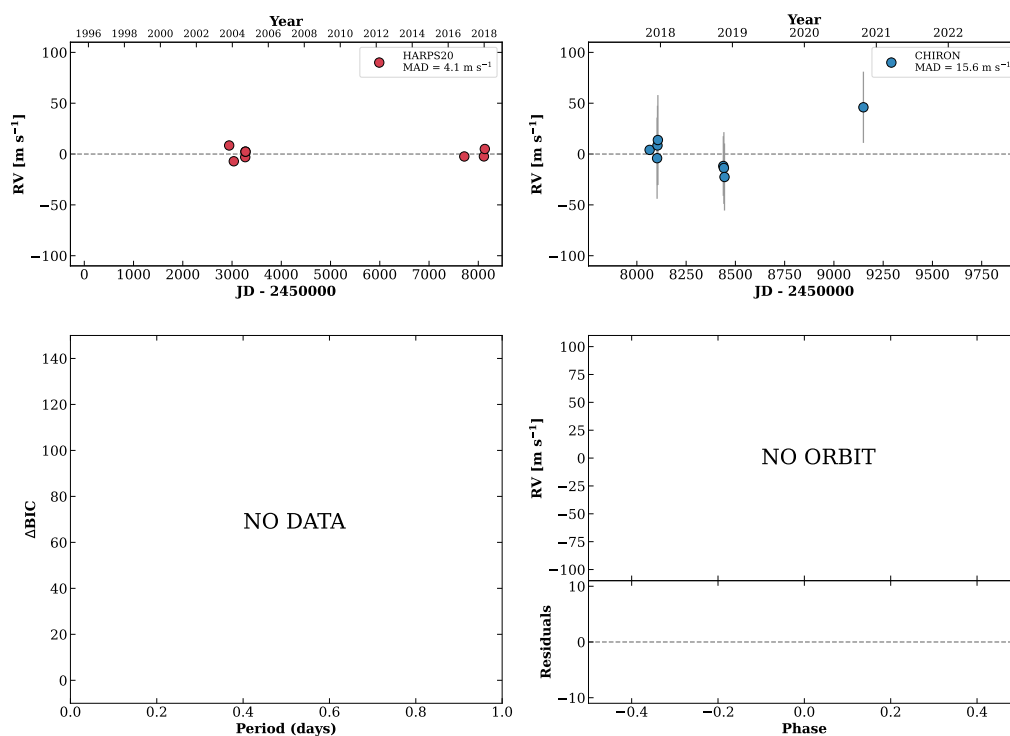 Year
1996 1998 2000 2002 2004 2006 2008 2010 2012 2014 2016 2018
HARPS20
MAD = 4.1 m s⁻¹
RV [m s⁻¹]
100
50
0
−50
−100
0 1000 2000 3000 4000 5000 6000 7000 8000
JD - 2450000
Year
2018 2019 2020 2021 2022
CHIRON
MAD = 15.6 m s⁻¹
RV [m s⁻¹]
100
50
0
−50
−100
8000 8250 8500 8750 9000 9250 9500 9750
JD - 2450000
ΔBIC
140
120
100
80
60
40
20
0
NO DATA
0.0 0.2 0.4 0.6 0.8 1.0
Period (days)
RV [m s⁻¹]
100
75
50
25
0
−25
−50
−75
−100
NO ORBIT
Residuals
10
0
−10
−0.4 −0.2 0.0 0.2 0.4
Phase